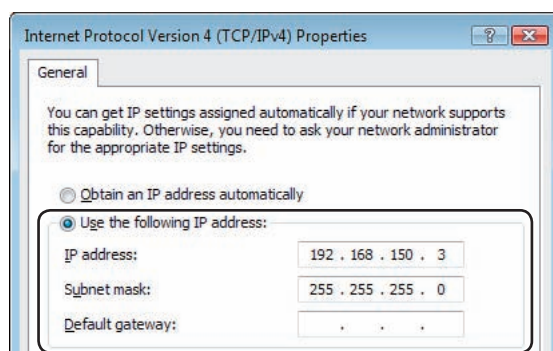 Internet Protocol Version 4 (TCP/IPv4) Properties
General
You can get IP settings assigned automatically if your network supports
this capability. Otherwise, you need to ask your network administrator
for the appropriate IP settings.
Obtain an IP address automatically
Use the following IP address:
IP address: 192 . 168 . 150 . 3
Subnet mask: 255 . 255 . 255 . 0
Default gateway: . . .